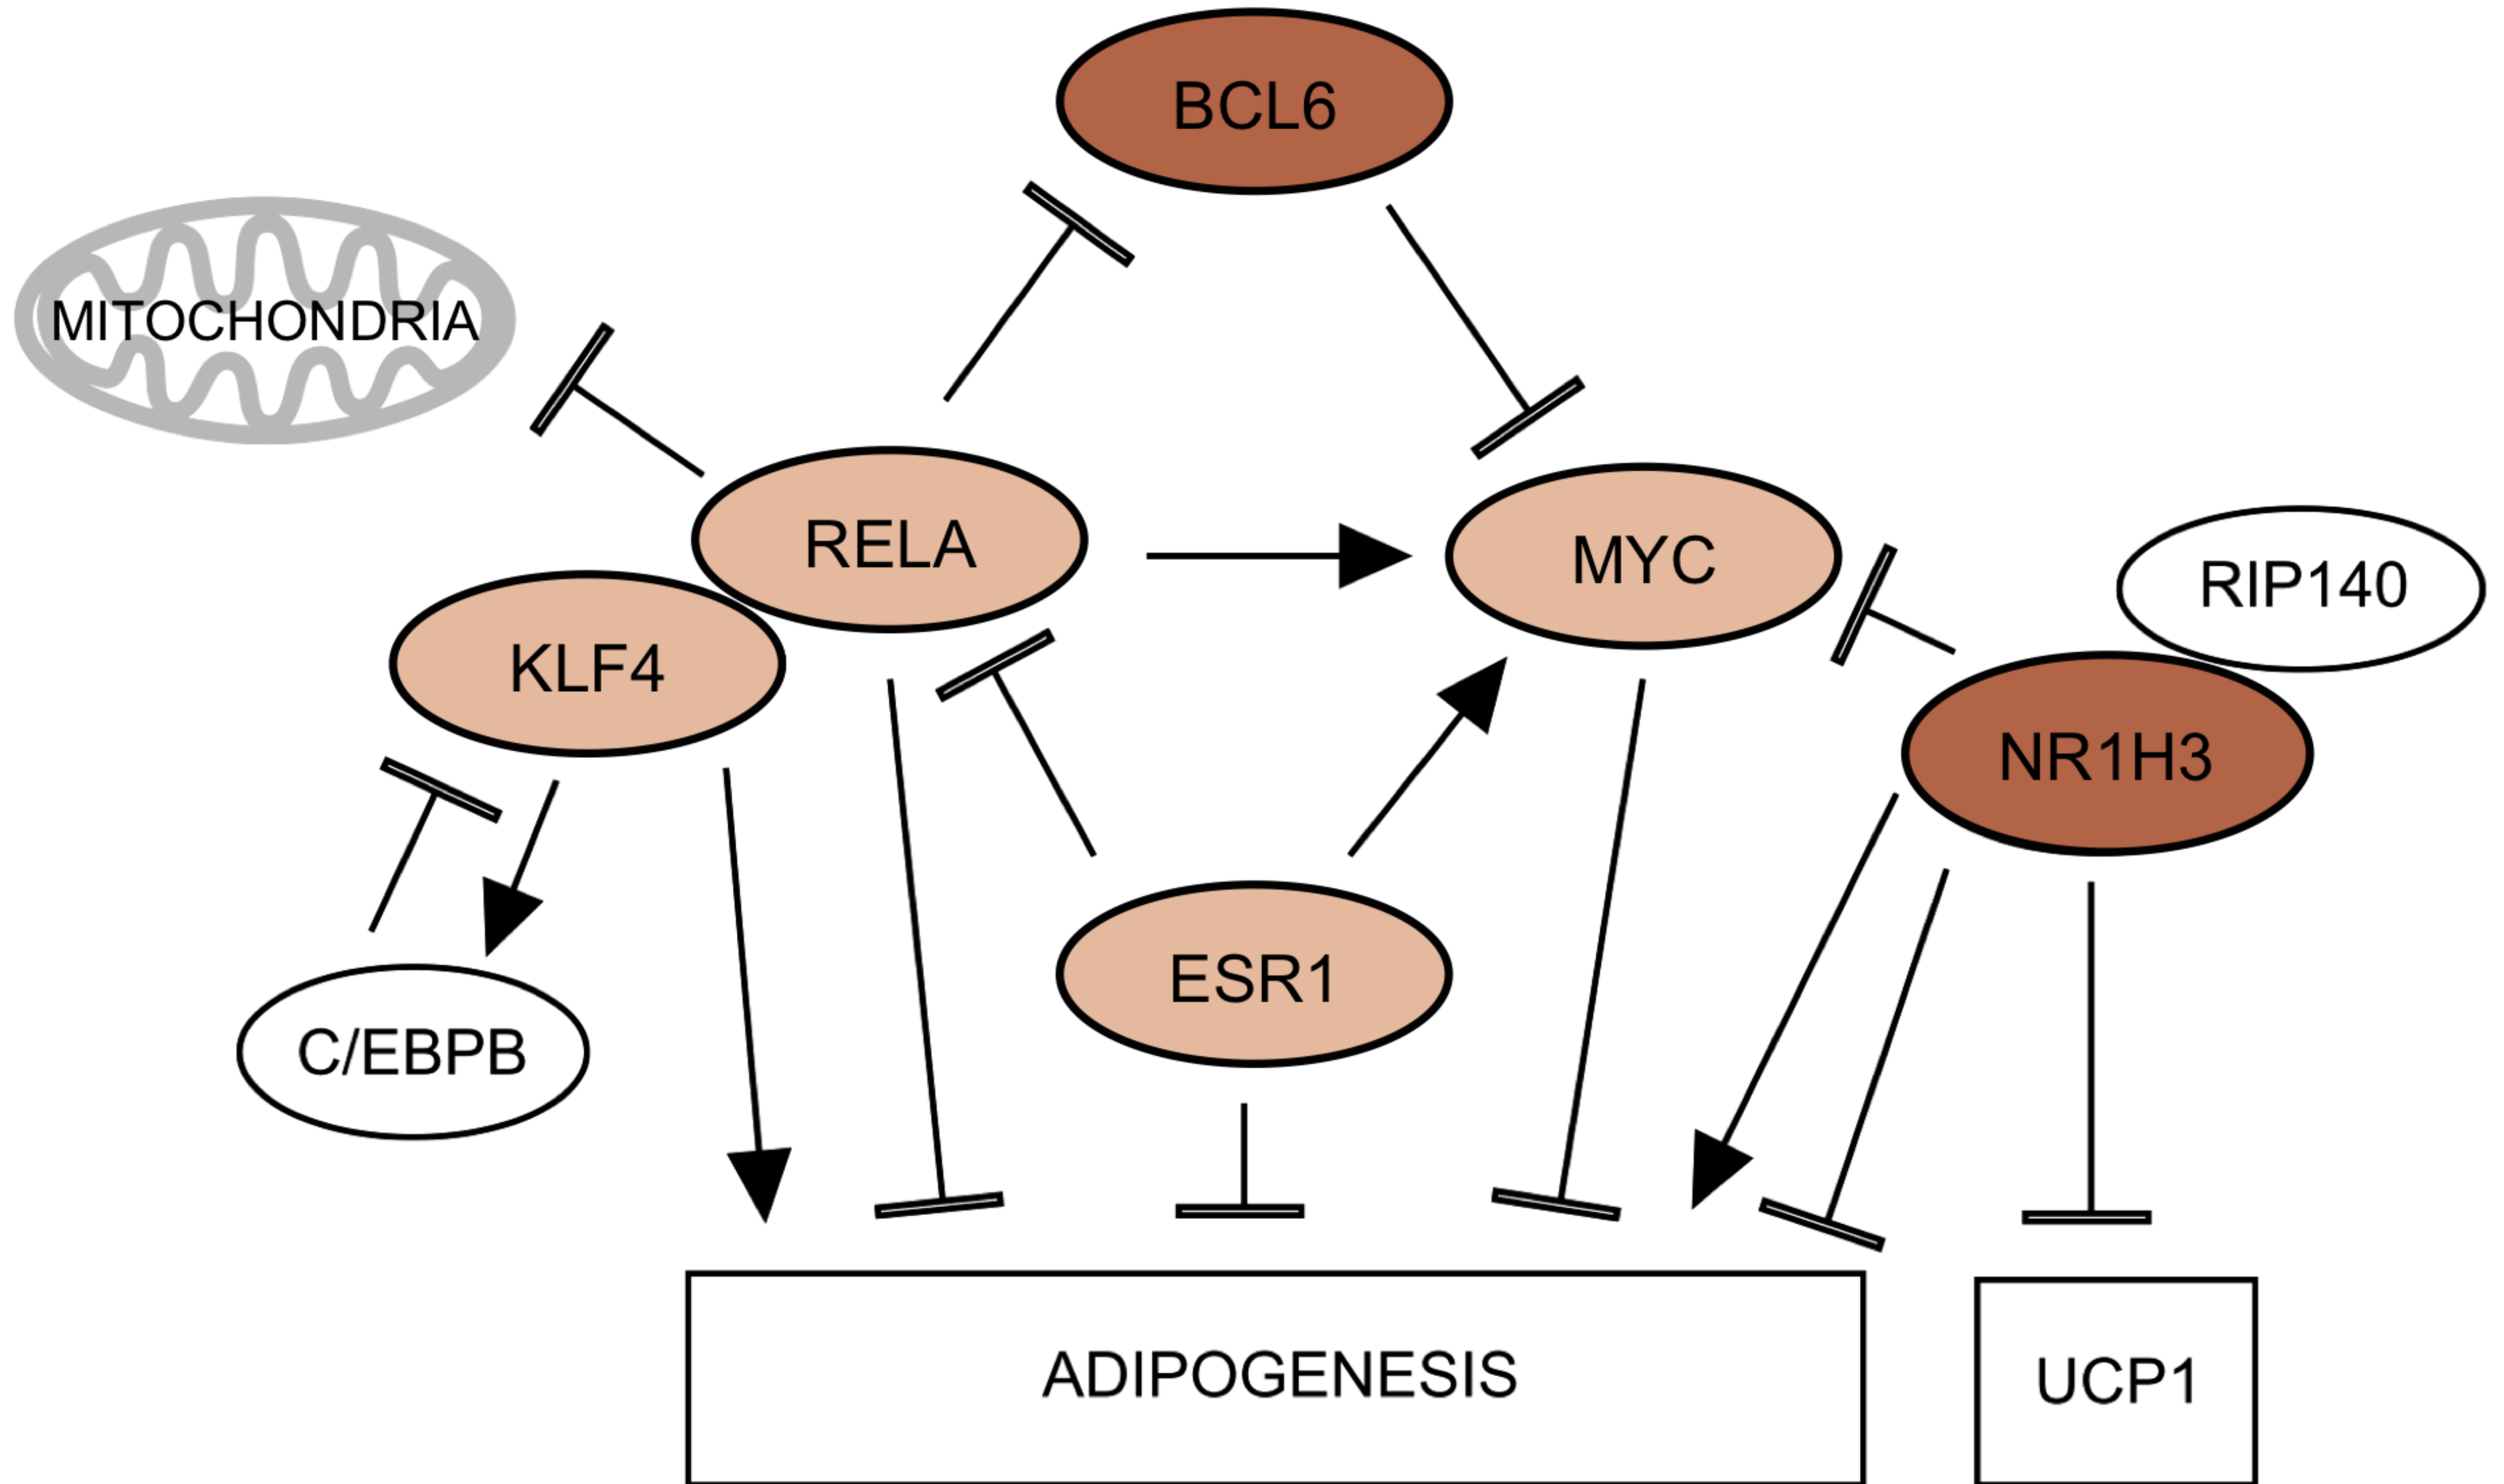 BCL6
MITOCHONDRIA
RELA
MYC
RIP140
KLF4
NR1H3
ESR1
C/EBPB
ADIPOGENESIS
UCP1